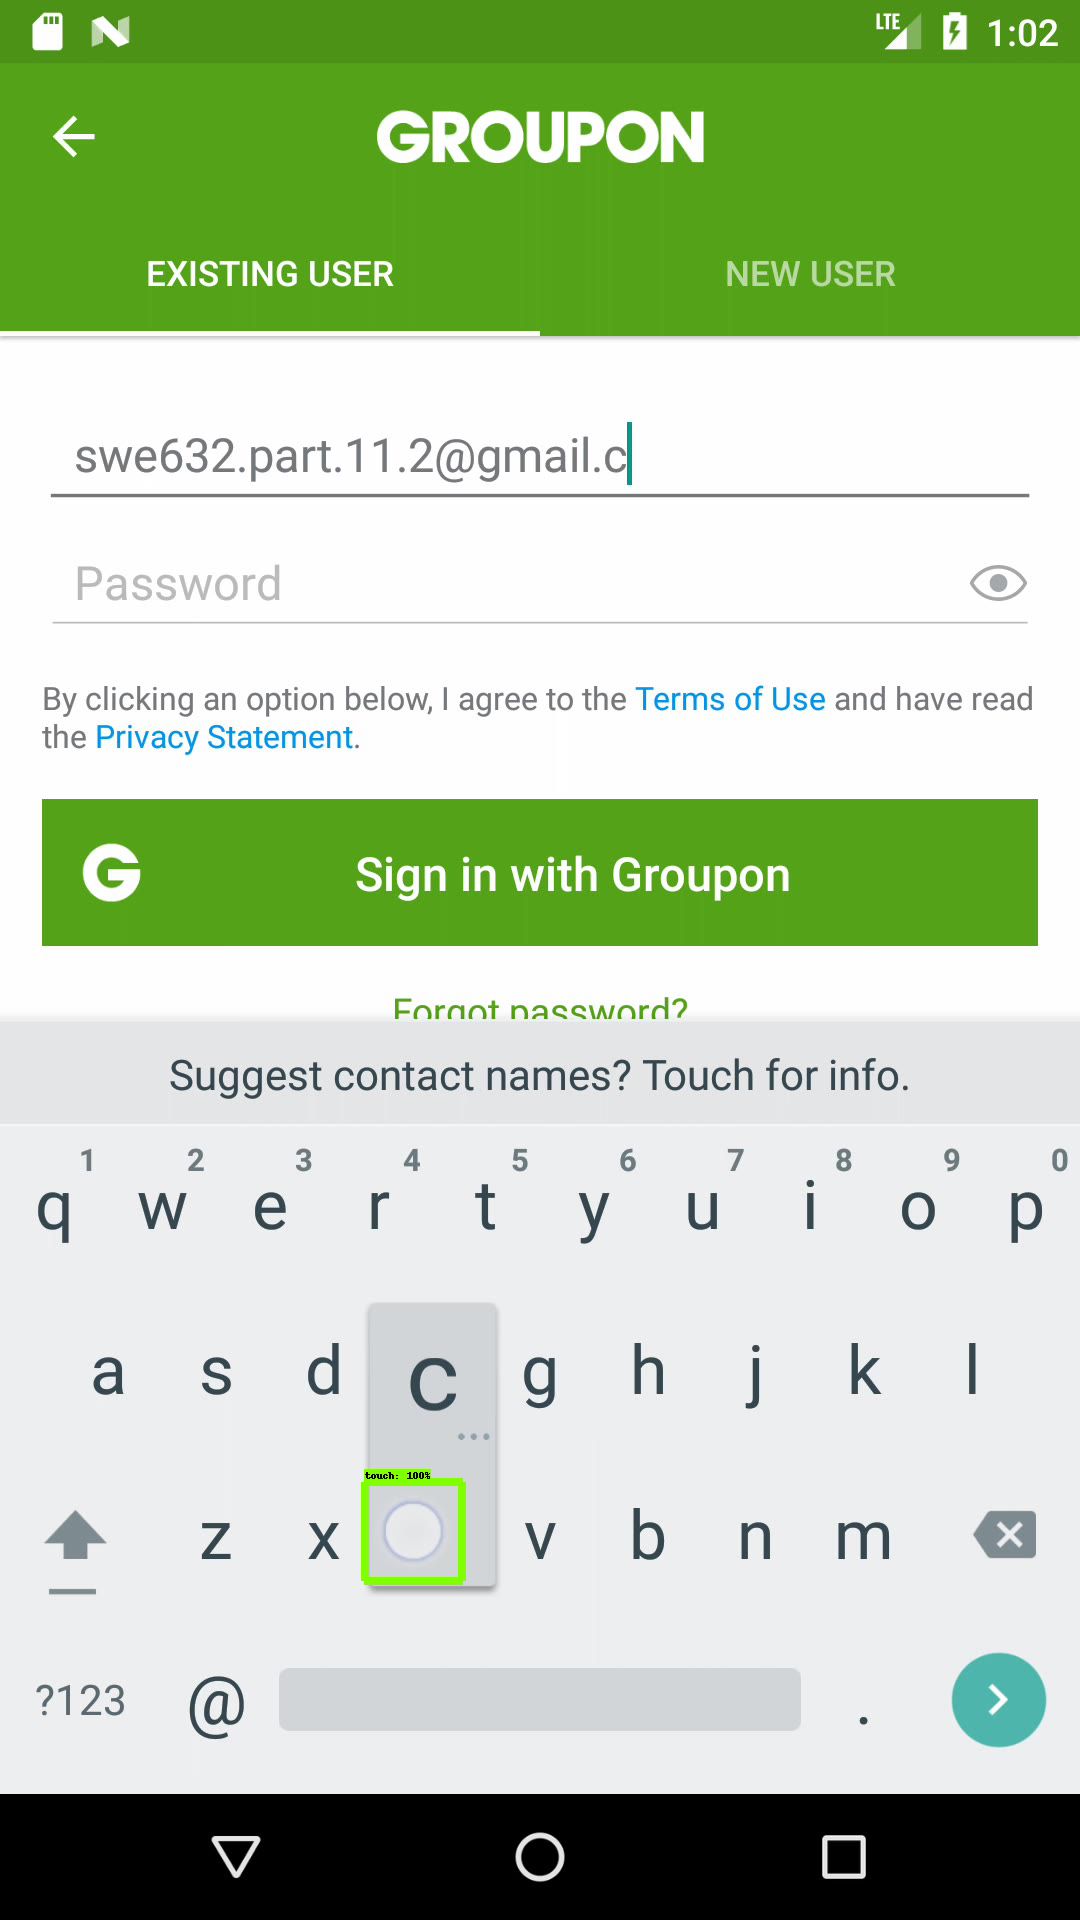 LTE 1:02
GROUPON
EXISTING USER NEW USER
swe632.part.11.2@gmail.c
Password
By clicking an option below, I agree to the Terms of Use and have read
the Privacy Statement.
G Sign in with Groupon
Forgot password?
Suggest contact names? Touch for info.
1 2 3 4 5 6 7 8 9 0
q w e r t y u i o p
a s d c g h j k l
touch: 100%
z x v b n m
?123 @ .